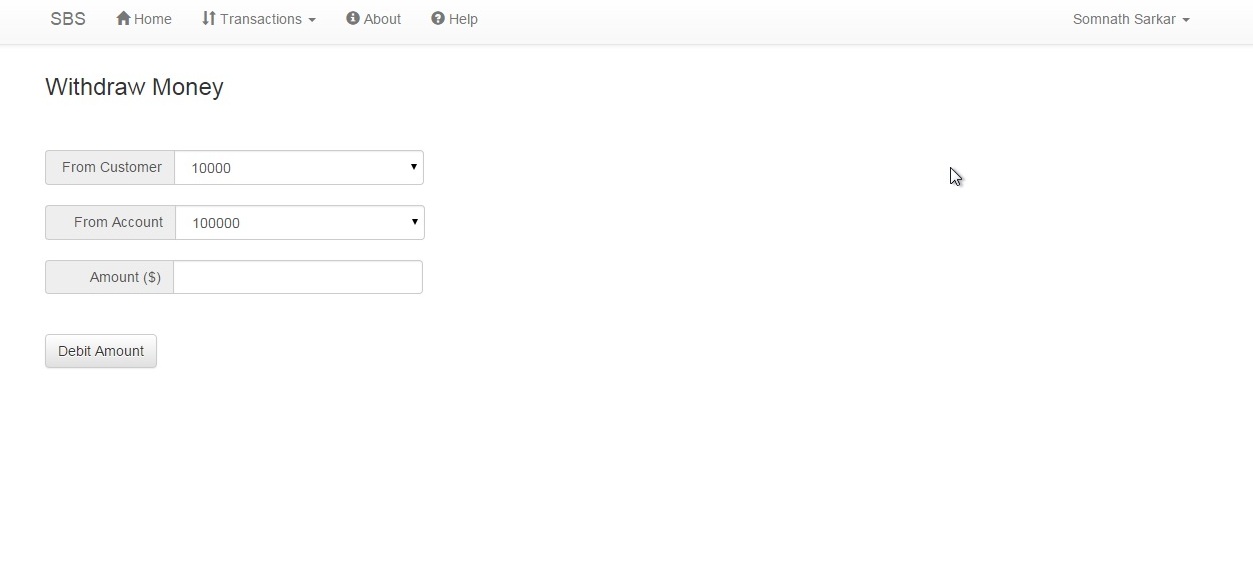 SBS Home Transactions About Help Somnath Sarkar
Withdraw Money
From Customer 10000
From Account 100000
Amount ($)
Debit Amount